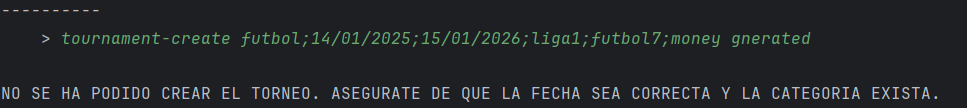 ----------
> tournament-create futbol;14/01/2025;15/01/2026;liga1;futbol7;money gnerated
NO SE HA PODIDO CREAR EL TORNEO. ASEGURATE DE QUE LA FECHA SEA CORRECTA Y LA CATEGORIA EXISTA.